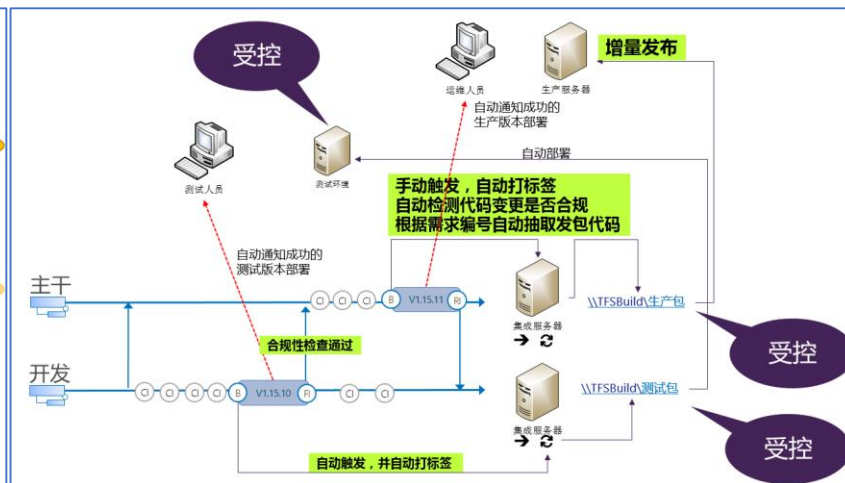 受控
增量发布
运维人员
生产服务器
自动通知成功的
生产版本部署
测试人员
测试环境
自动部署
手动触发，自动打标签
自动检测代码变更是否合规
根据需求编号自动抽取发包代码
自动通知成功的
测试版本部署
主干
CI
CI
CI
B
V1.15.11
RI
集成服务器
\\TFSBuild\生产包
受控
合规性检查通过
开发
CI
CI
CI
CI
B
V1.15.10
FI
CI
CI
集成服务器
\\TFSBuild\测试包
受控
自动触发，并自动打标签